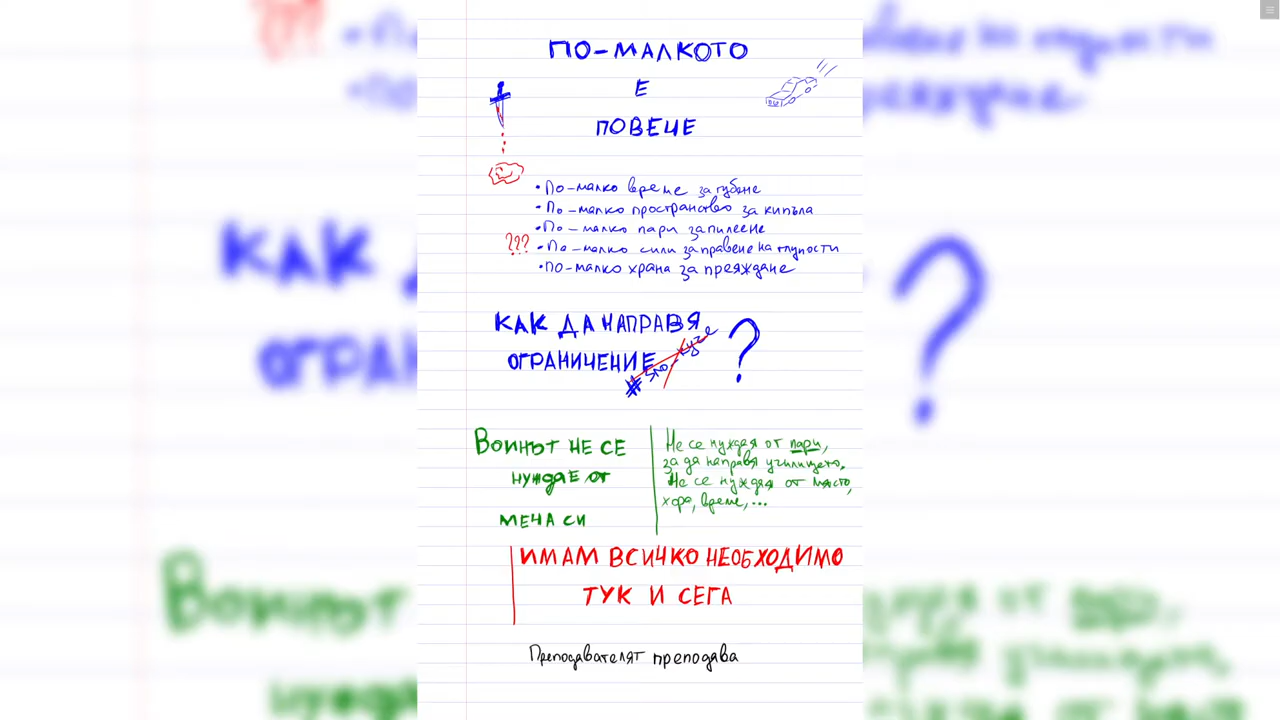 ПО-МАЛКОТО
Е
ПОВЕЧЕ
• По-малко време за губене
• По-малко пространство за кипъла
• По-малко пари за пилеене
??? • По-малко сили за правене на глупости
• По-малко храна за преяждане
КАК ДА НАПРАВЯ
ОГРАНИЧЕНИЕ ?
Воинът НЕ СЕ
нуждаЕ от
МЕЧА СИ
Не се нуждая от пари,
за да направя училището.
Не се нуждая от място,
хора, време, ...
ИМАМ ВСИЧКО НЕОБХОДИМО
ТУК И СЕГА
Преподавателят преподава